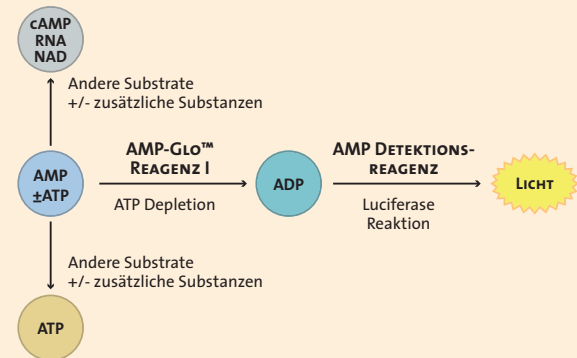 cAMP
RNA
NAD
Andere Substrate
+/- zusätzliche Substanzen
AMP
±ATP
AMP-Glo™
Reagenz I
ATP Depletion
ADP
AMP Detektions-
reagenz
Luciferase
Reaktion
Licht
Andere Substrate
+/- zusätzliche Substanzen
ATP